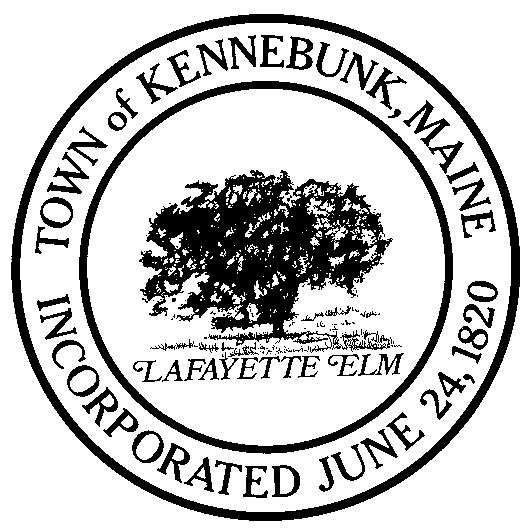 TOWN of KENNEBUNK, MAINE
LAFAYETTE ELM
INCORPORATED JUNE 24, 1820